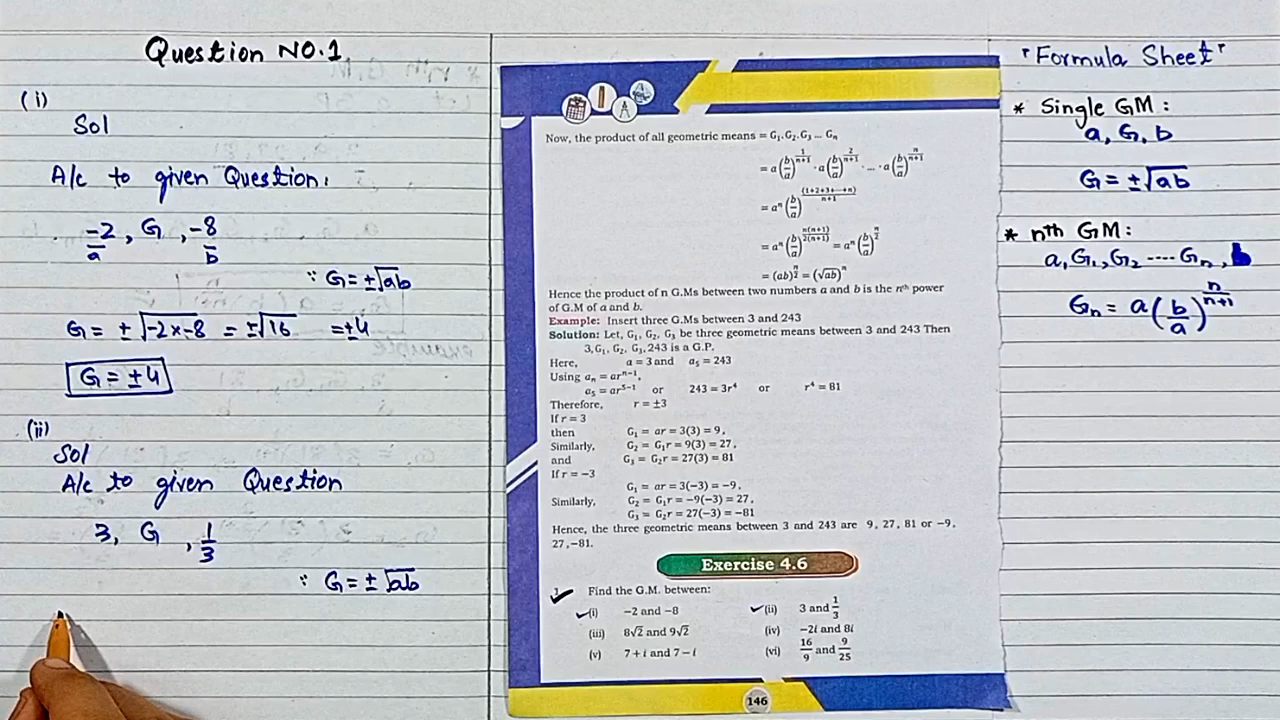 Question NO.1
(i)
Sol
A/c to given Question.
-2, G, -8
a b
∵ G = ±√ab
G = ±√-2×-8 = ±√16 = ±4
G = ±4
(ii)
Sol
A/c to given Question
3, G, 1/3
∵ G = ±√ab
Now, the product of all geometric means = G₁.G₂.G₃ ... Gₙ
= a(b/a)^(1/(n+1)) . a(b/a)^(2/(n+1)) . ... . a(b/a)^(n/(n+1))
= aⁿ(b/a)^((1+2+3+⋯+n)/(n+1))
= aⁿ(b/a)^(n(n+1)/2(n+1)) = aⁿ(b/a)^(n/2)
= (ab)^(n/2) = (√ab)ⁿ
Hence the product of n G.Ms between two numbers a and b is the nᵗʰ power
of G.M of a and b.
Example: Insert three G.Ms between 3 and 243
Solution: Let, G₁, G₂, G₃ be three geometric means between 3 and 243 Then
3, G₁, G₂, G₃, 243 is a G.P.
Here, a = 3 and a₅ = 243
Using aₙ = arⁿ⁻¹,
a₅ = ar⁵⁻¹ or 243 = 3r⁴ or r⁴ = 81
Therefore, r = ±3
If r = 3
then G₁ = ar = 3(3) = 9,
Similarly, G₂ = G₁r = 9(3) = 27,
and G₃ = G₂r = 27(3) = 81
If r = −3
G₁ = ar = 3(−3) = −9,
Similarly, G₂ = G₁r = −9(−3) = 27,
G₃ = G₂r = 27(−3) = −81
Hence, the three geometric means between 3 and 243 are 9, 27, 81 or −9,
27, −81.
Exercise 4.6
1. Find the G.M. between:
(i) −2 and −8 (ii) 3 and 1/3
(iii) 8√2 and 9√2 (iv) −2i and 8i
(v) 7 + i and 7 − i (vi) 16/9 and 9/25
146
"Formula Sheet"
* Single GM:
a, G, b
G = ±√ab
* nth GM:
a, G₁, G₂ ---- Gₙ, b
Gₙ = a(b/a)^(n/(n+1))